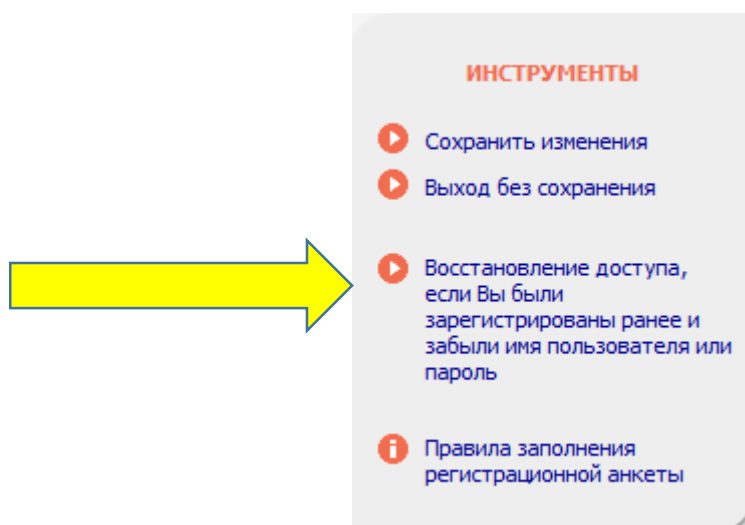 ИНСТРУМЕНТЫ
Сохранить изменения
Выход без сохранения
Восстановление доступа,
если Вы были
зарегистрированы ранее и
забыли имя пользователя или
пароль
Правила заполнения
регистрационной анкеты